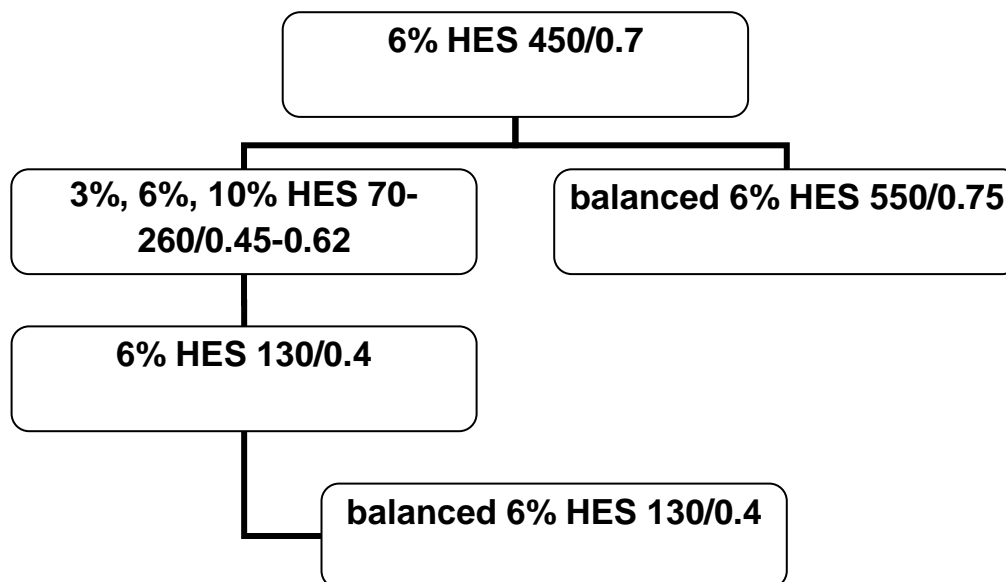 6% HES 450/0.7
3%, 6%, 10% HES 70-
260/0.45-0.62
balanced 6% HES 550/0.75
6% HES 130/0.4
balanced 6% HES 130/0.4